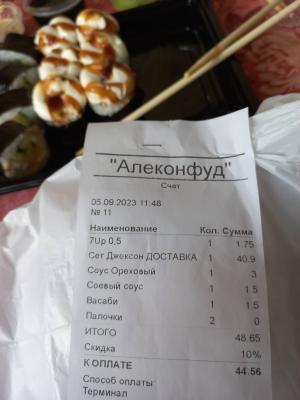 "Алеконфуд"
Счет
05.09.2023 11:48
№ 11
Наименование Кол. Сумма
7Up 0,5 1 1.75
Сет Джексон ДОСТАВКА 1 40.9
Соус Ореховый 1 3
Соевый соус 1 1.5
Васаби 1 1.5
Палочки 2 0
ИТОГО 48.65
Скидка 10%
К ОПЛАТЕ 44.56
Способ оплаты:
Терминал